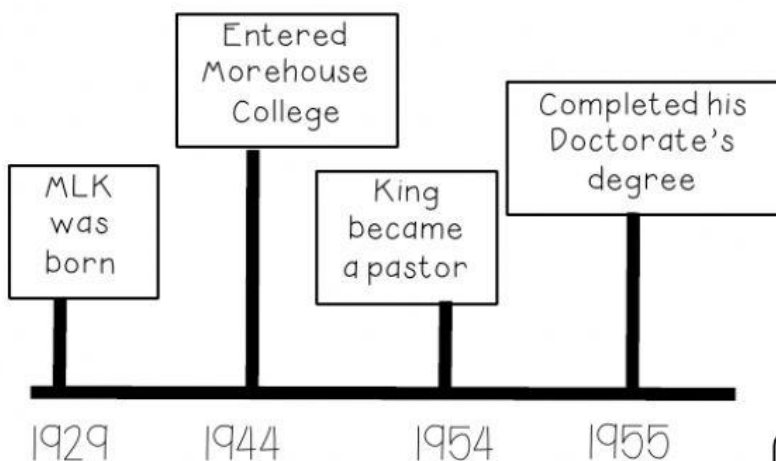 MLK
was
born
Entered
Morehouse
College
King
became
a pastor
Completed his
Doctorate's
degree
1929
1944
1954
1955